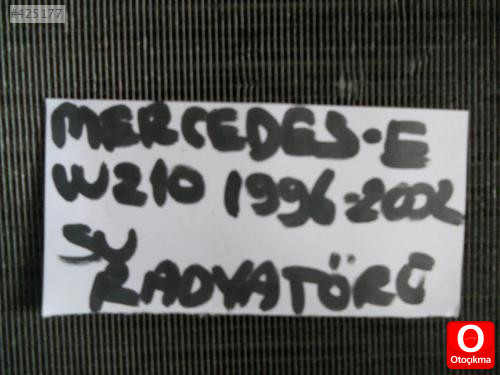 #425177
MERCEDES-E
W210 1996-2002
SU
RADYATÖRÜ
O
Otoçıkma